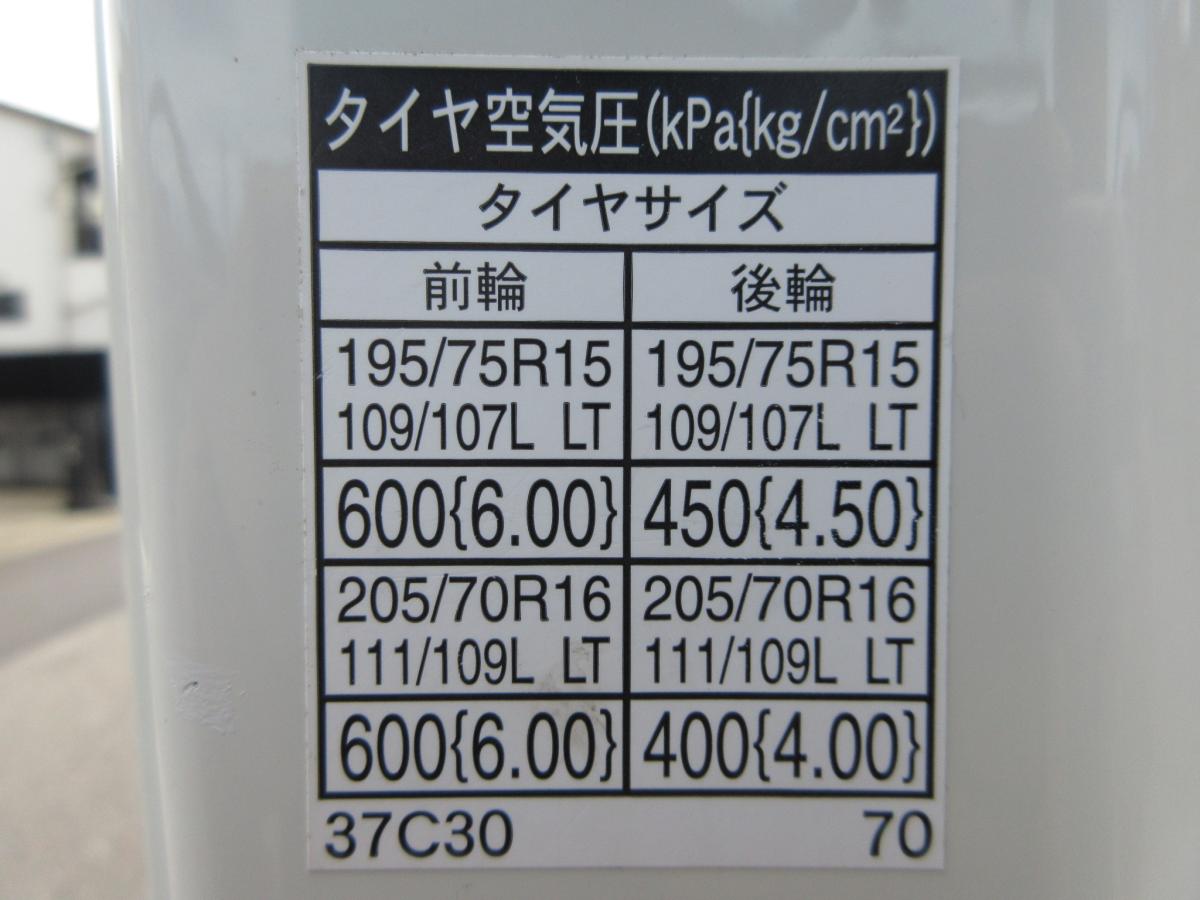 タイヤ空気圧(kPa{kg/cm²})
タイヤサイズ
前輪 後輪
195/75R15 195/75R15
109/107L LT 109/107L LT
600{6.00} 450{4.50}
205/70R16 205/70R16
111/109L LT 111/109L LT
600{6.00} 400{4.00}
37C30 70